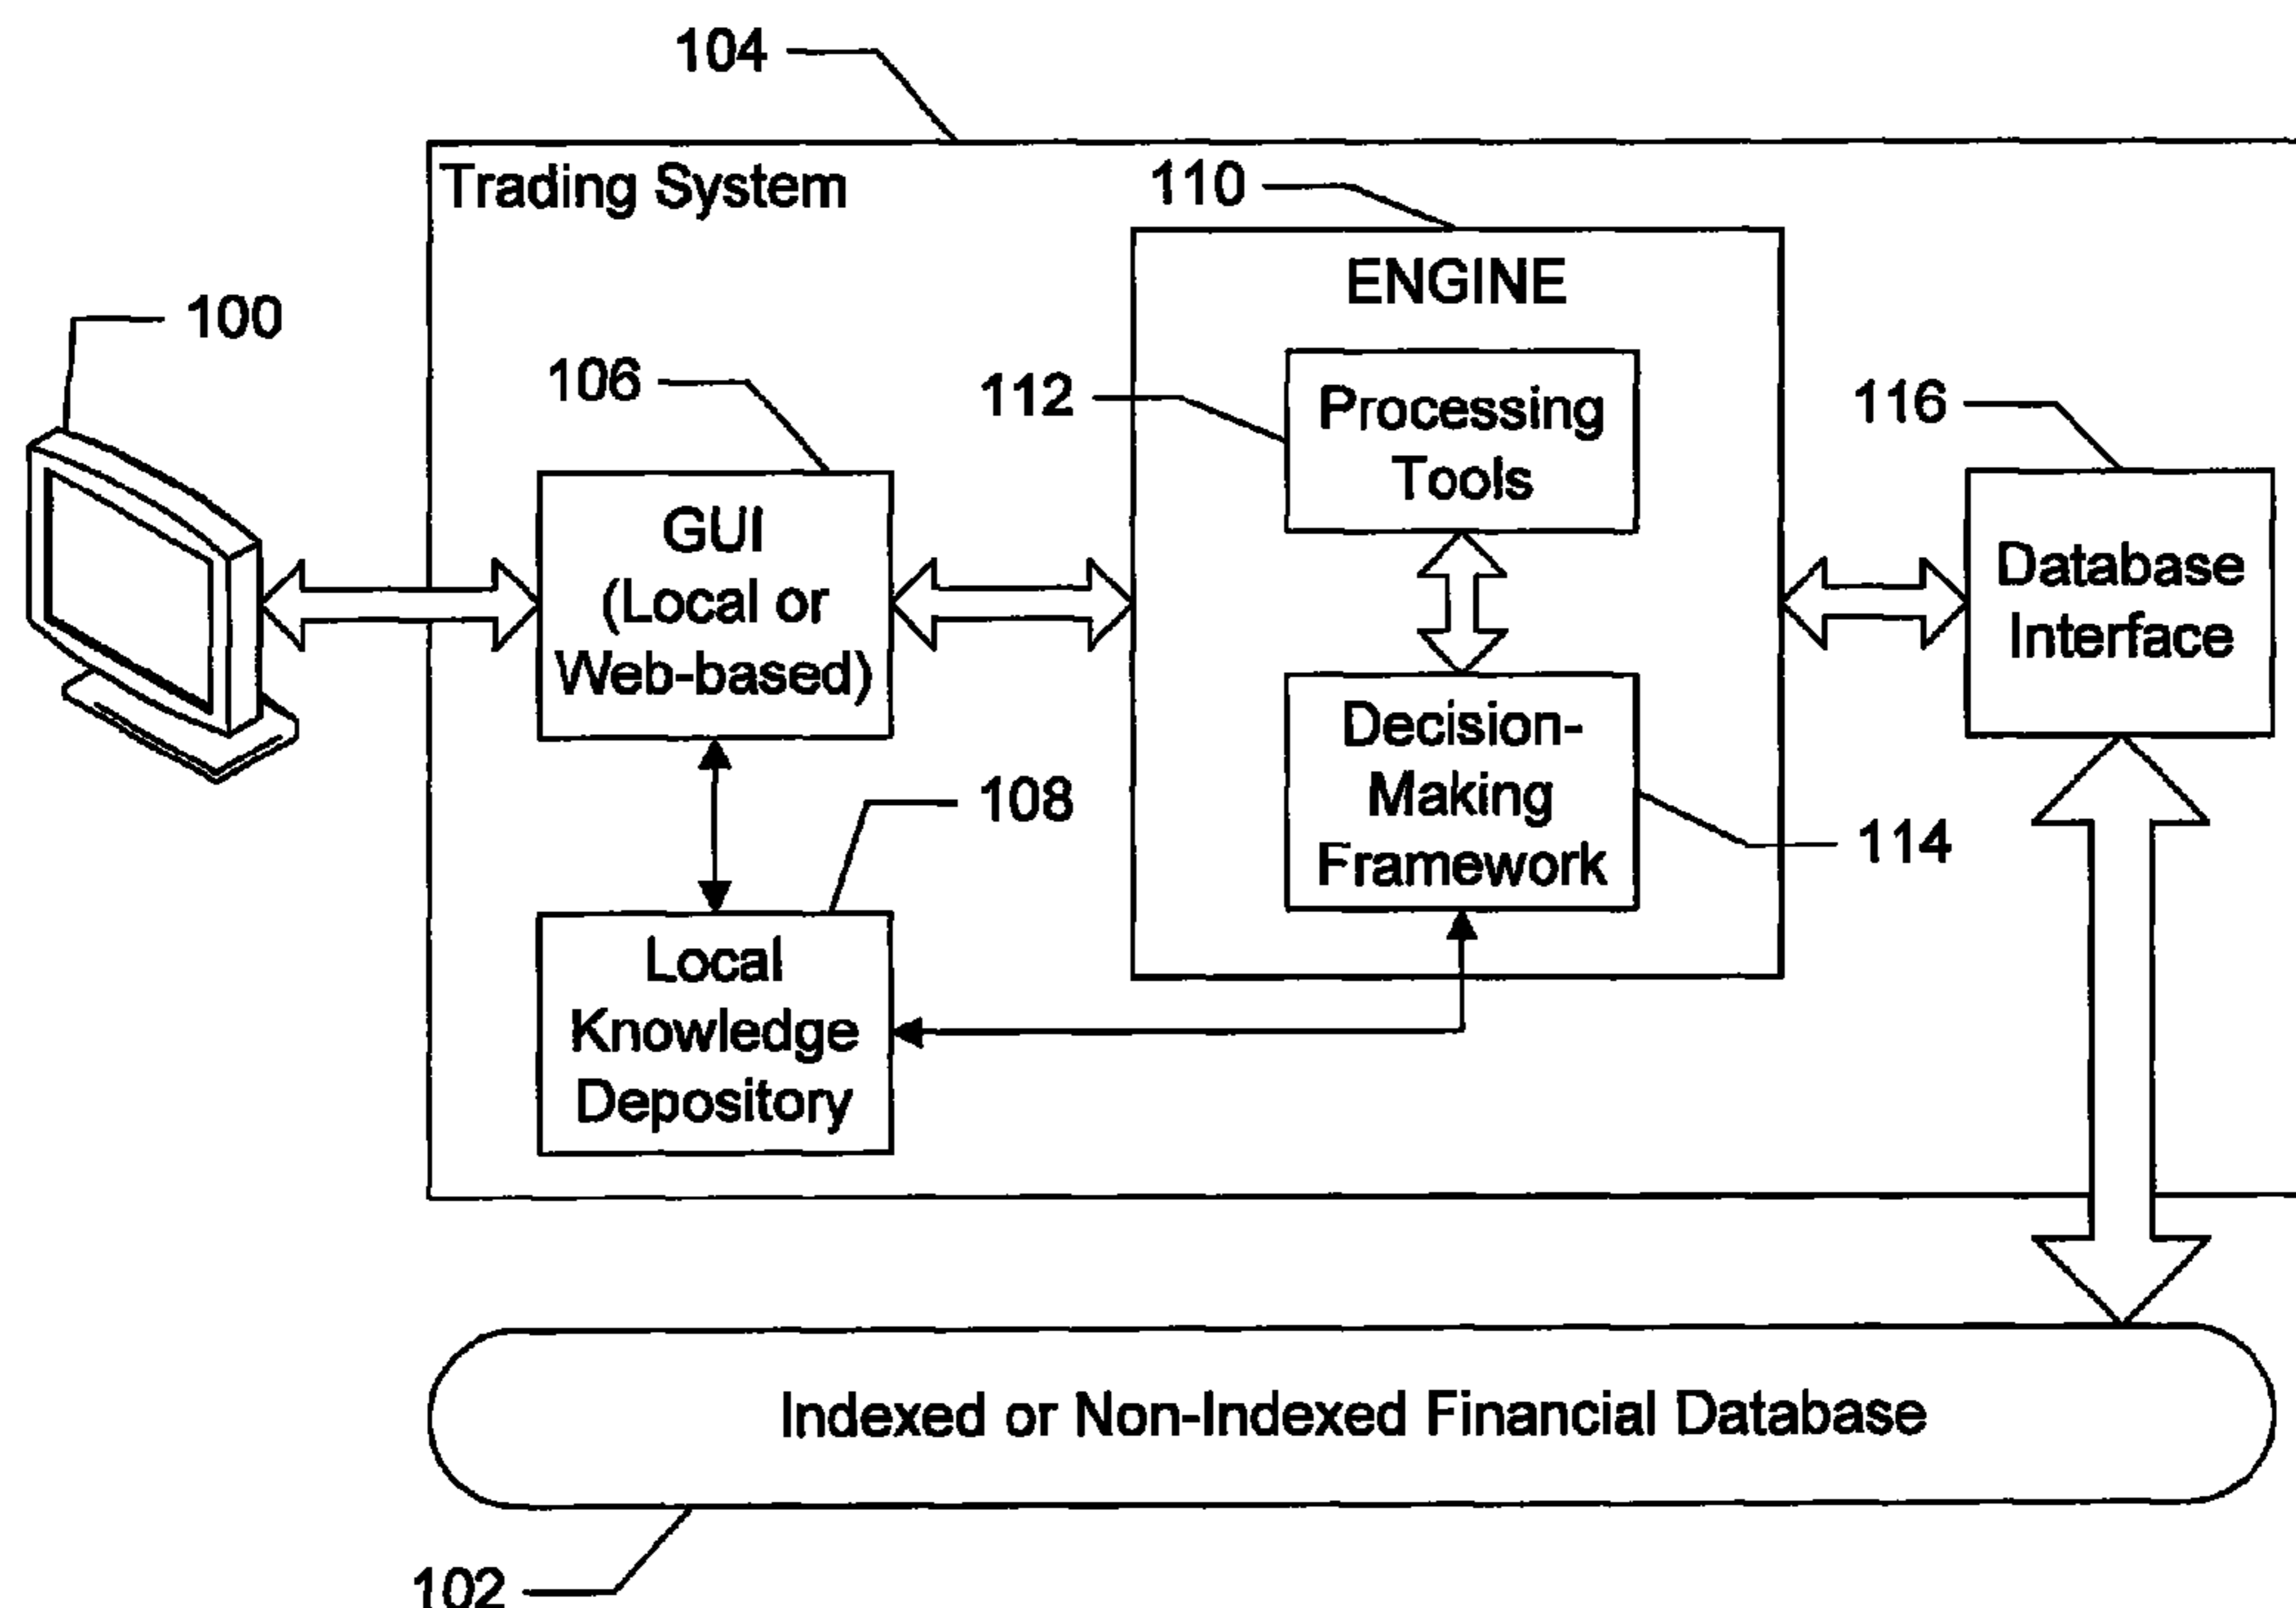 104
Trading System
110
ENGINE
100
106
112
Processing
Tools
116
GUI
(Local or
Web-based)
Database
Interface
Decision-
Making
Framework
108
114
Local
Knowledge
Depository
Indexed or Non-Indexed Financial Database
102